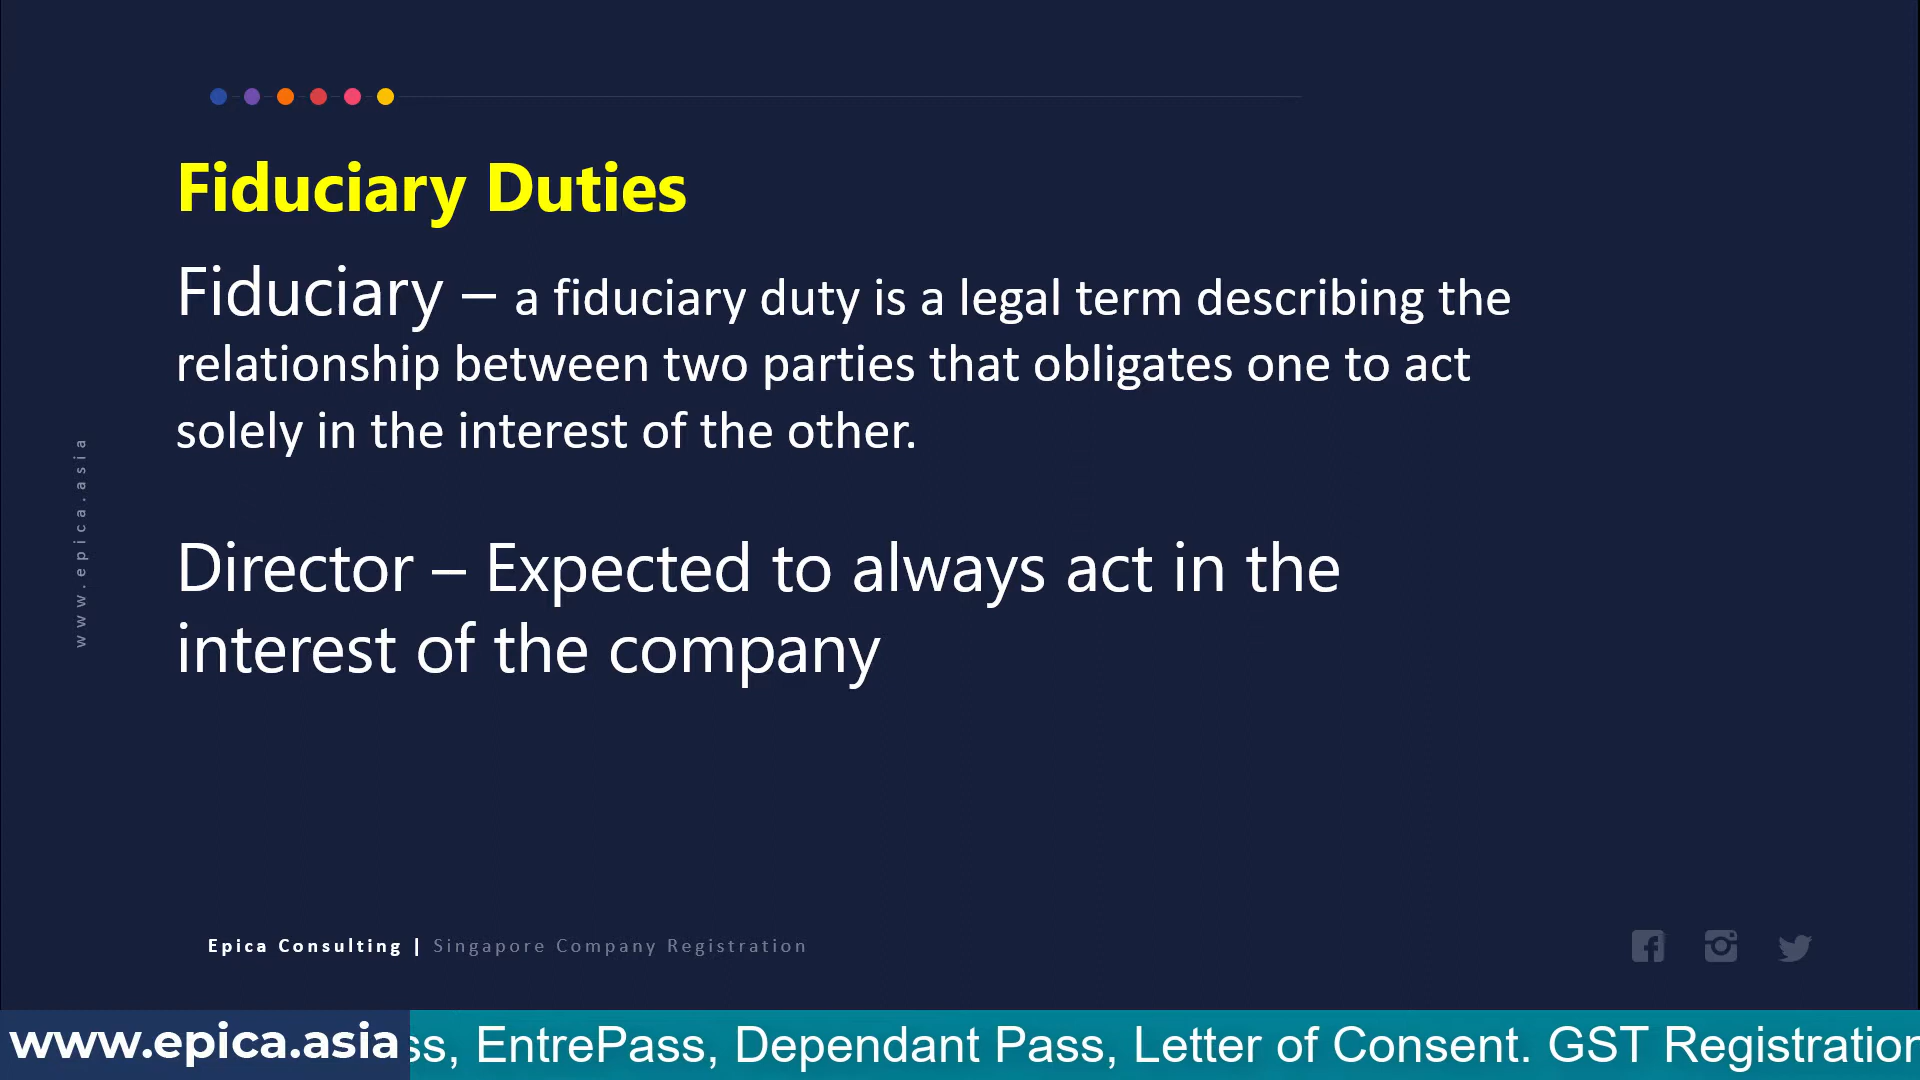 Fiduciary Duties
Fiduciary – a fiduciary duty is a legal term describing the
relationship between two parties that obligates one to act
solely in the interest of the other.
Director – Expected to always act in the
interest of the company
www.epica.asia
Epica Consulting | Singapore Company Registration
www.epica.asia
ss, EntrePass, Dependant Pass, Letter of Consent. GST Registration